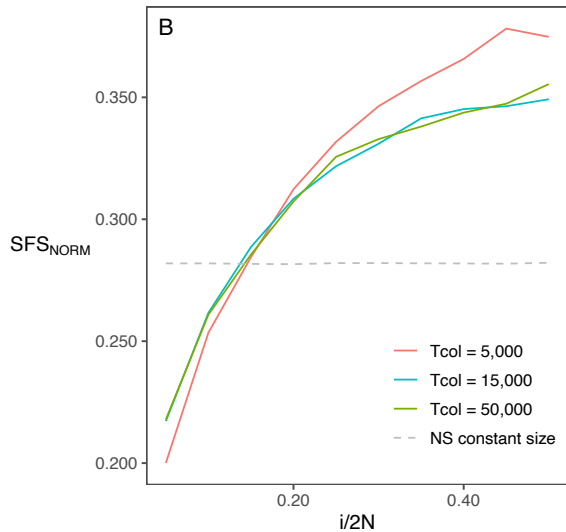 B
0.350
0.300
SFSNORM
0.250
0.200
Tcol = 5,000
Tcol = 15,000
Tcol = 50,000
NS constant size
0.20
0.40
i/2N